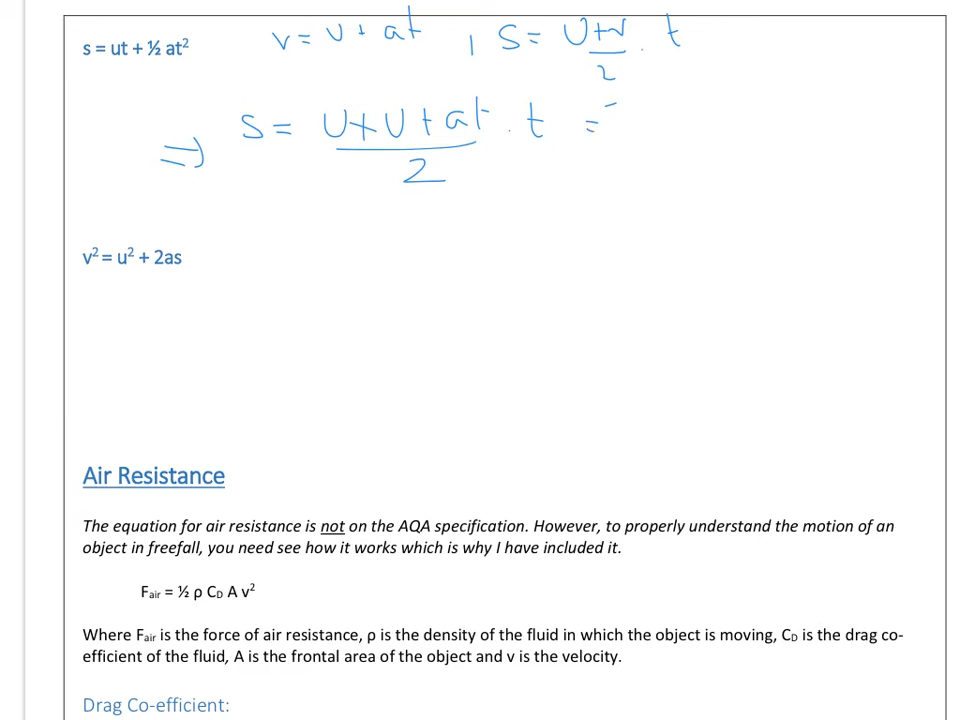 s = ut + ½ at²
v = u + at , s = u+v/2 . t
⇒ s = u+u+at/2 . t =
v² = u² + 2as
Air Resistance
The equation for air resistance is not on the AQA specification. However, to properly understand the motion of an
object in freefall, you need see how it works which is why I have included it.
Fair = ½ ρ CD A v²
Where Fair is the force of air resistance, ρ is the density of the fluid in which the object is moving, CD is the drag co-
efficient of the fluid, A is the frontal area of the object and v is the velocity.
Drag Co-efficient: